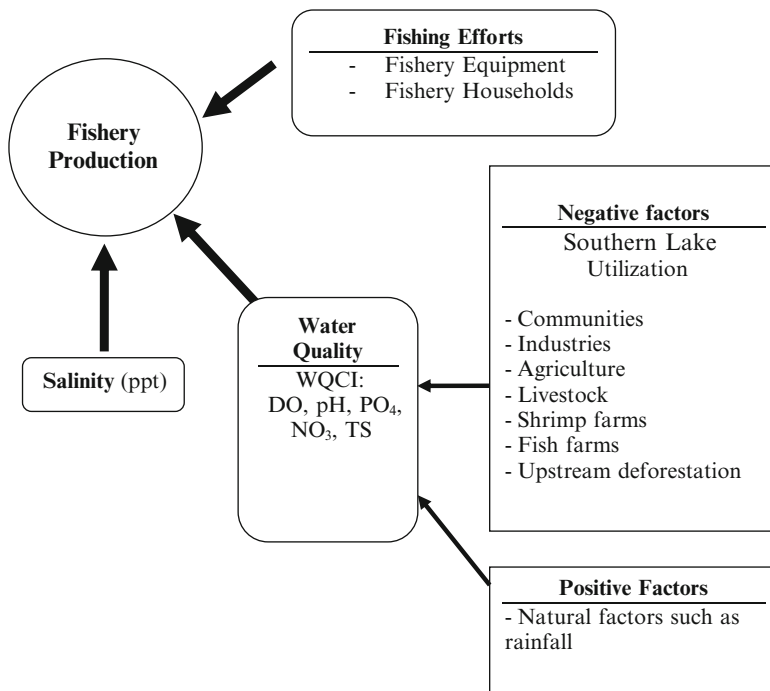 Fishing Efforts
- Fishery Equipment
- Fishery Households
Fishery
Production
Negative factors
Southern Lake
Utilization
- Communities
- Industries
- Agriculture
- Livestock
- Shrimp farms
- Fish farms
- Upstream deforestation
Water
Quality
WQCI:
DO, pH, PO₄,
NO₃, TS
Salinity (ppt)
Positive Factors
- Natural factors such as
rainfall